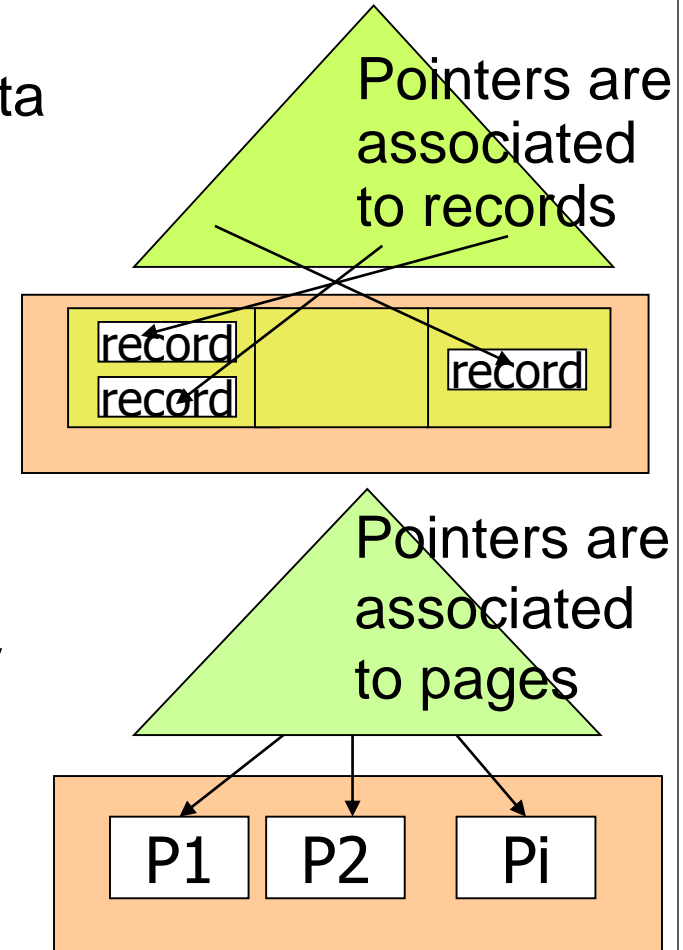 ta
Pointers are
associated
to records
record
record
record
Pointers are
associated
to pages
P1 P2 Pi